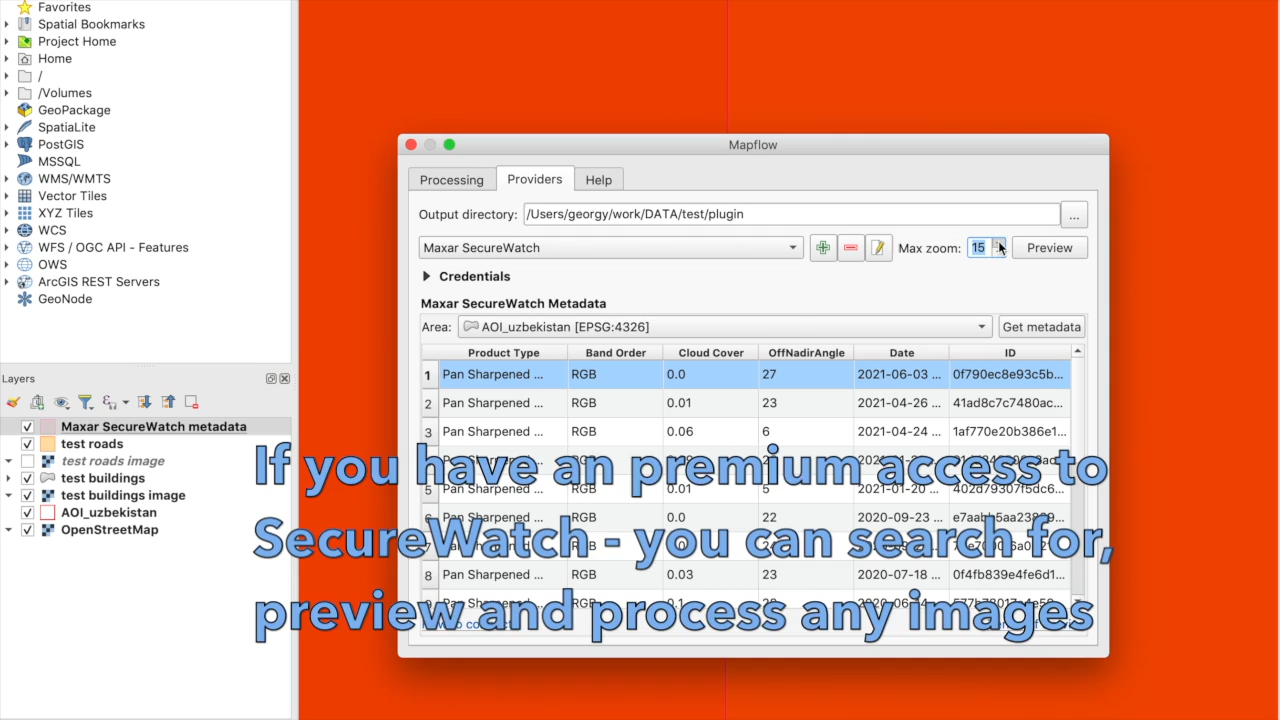 Favorites
Spatial Bookmarks
Project Home
Home
/
/Volumes
GeoPackage
SpatiaLite
PostGIS
MSSQL
WMS/WMTS
Vector Tiles
XYZ Tiles
WCS
WFS / OGC API - Features
OWS
ArcGIS REST Servers
GeoNode
Layers
Maxar SecureWatch metadata
test roads
test roads image
test buildings
test buildings image
AOI_uzbekistan
OpenStreetMap
Mapflow
Processing Providers Help
Output directory: /Users/georgy/work/DATA/test/plugin ...
Maxar SecureWatch Max zoom: 15 Preview
Credentials
Maxar SecureWatch Metadata
Area: AOI_uzbekistan [EPSG:4326] Get metadata
Product Type Band Order Cloud Cover OffNadirAngle Date ID
1 Pan Sharpened ... RGB 0.0 27 2021-06-03 ... 0f790ec8e93c5b...
2 Pan Sharpened ... RGB 0.01 23 2021-04-26 ... 41ad8c7c7480ac...
3 Pan Sharpened ... RGB 0.06 6 2021-04-24 ... 1af770e20b386e1...
5 Pan Sharpened ... RGB 0.01 5 2021-01-20 ... 402d79307f5dc6...
Pan Sharpened ... RGB 0.0 22 2020-09-23 ...
8 Pan Sharpened ... RGB 0.03 23 2020-07-18 ... 0f4fb839e4fe6d1...
If you have an premium access to
SecureWatch - you can search for,
preview and process any images